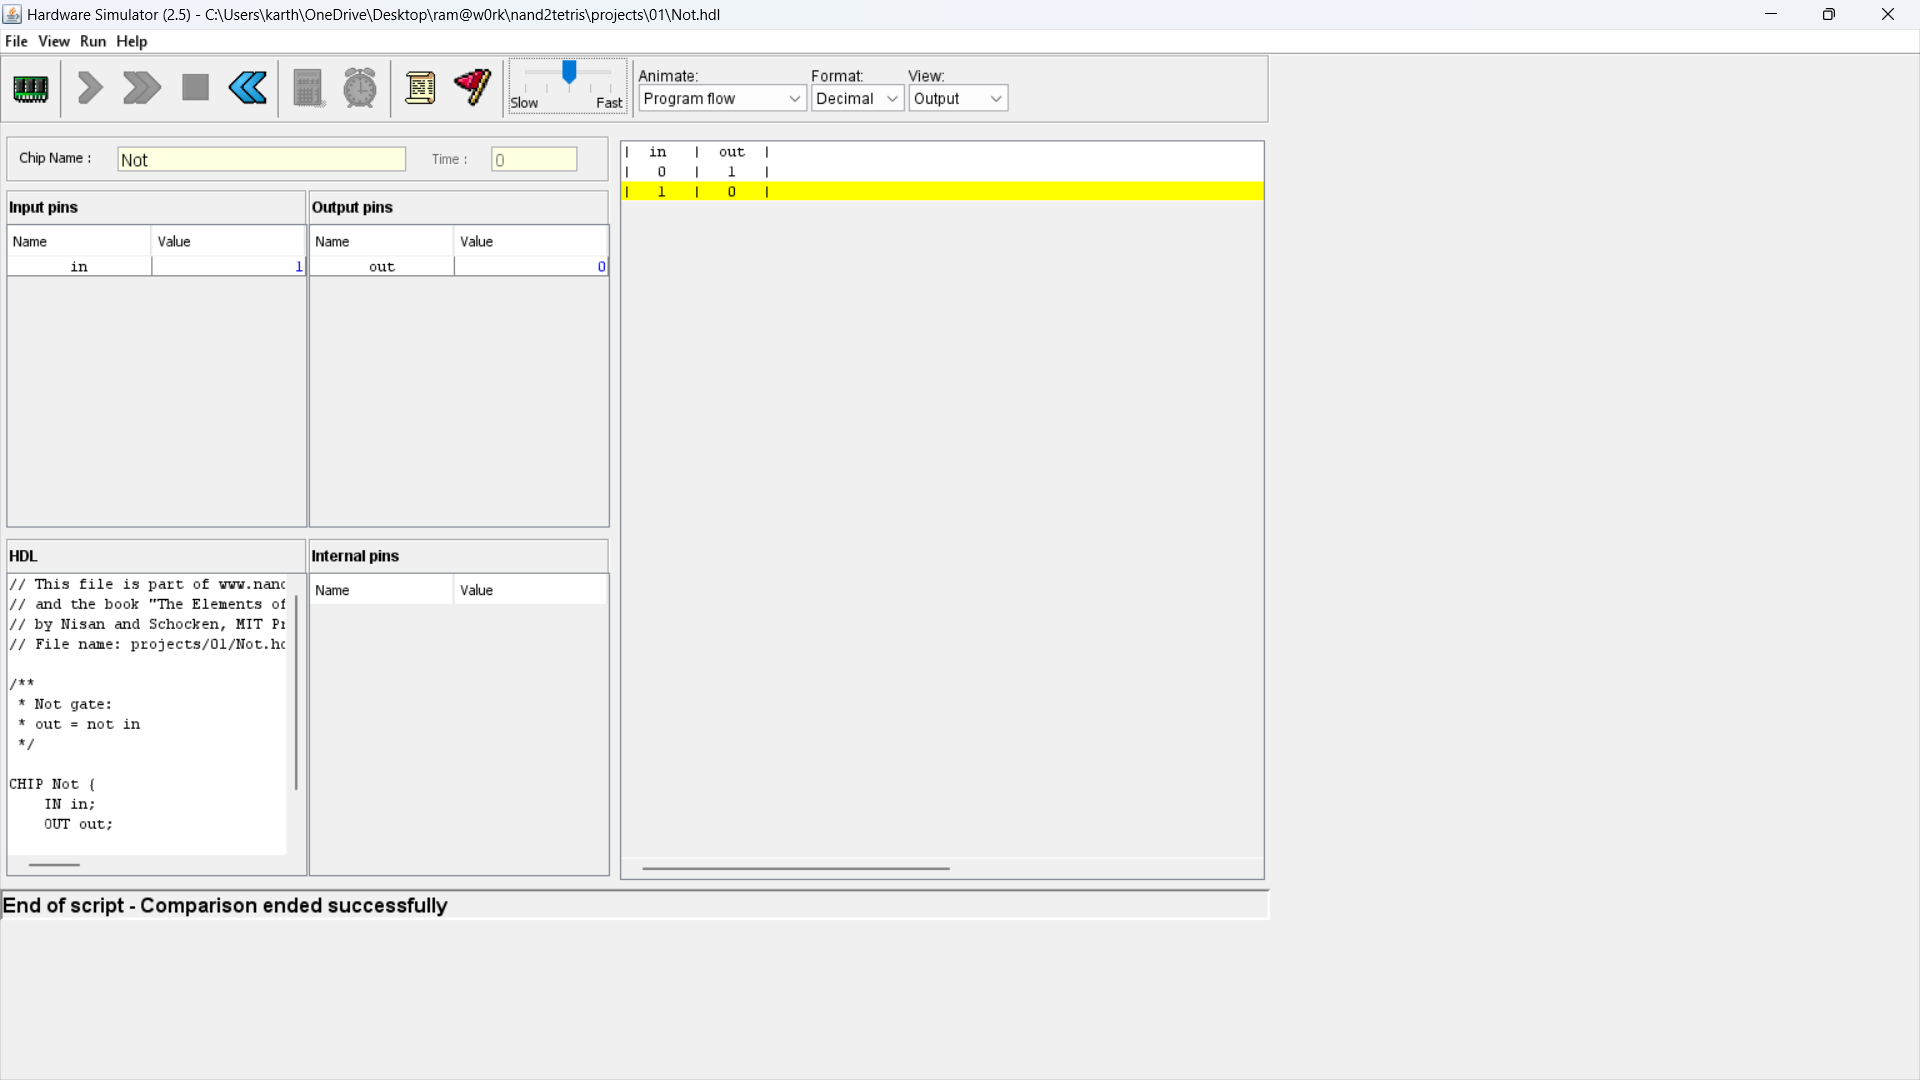 Hardware Simulator (2.5) - C:\Users\karth\OneDrive\Desktop\ram@w0rk\nand2tetris\projects\01\Not.hdl
File View Run Help
Slow Fast
Animate: Format: View:
Program flow Decimal Output
Chip Name : Not Time : 0
Input pins
Name Value
in 1
Output pins
Name Value
out 0
HDL
// This file is part of www.nand
// and the book "The Elements of
// by Nisan and Schocken, MIT Pr
// File name: projects/01/Not.hd
/**
* Not gate:
* out = not in
*/
CHIP Not {
IN in;
OUT out;
Internal pins
Name Value
| in | out |
| 0 | 1 |
| 1 | 0 |
End of script - Comparison ended successfully